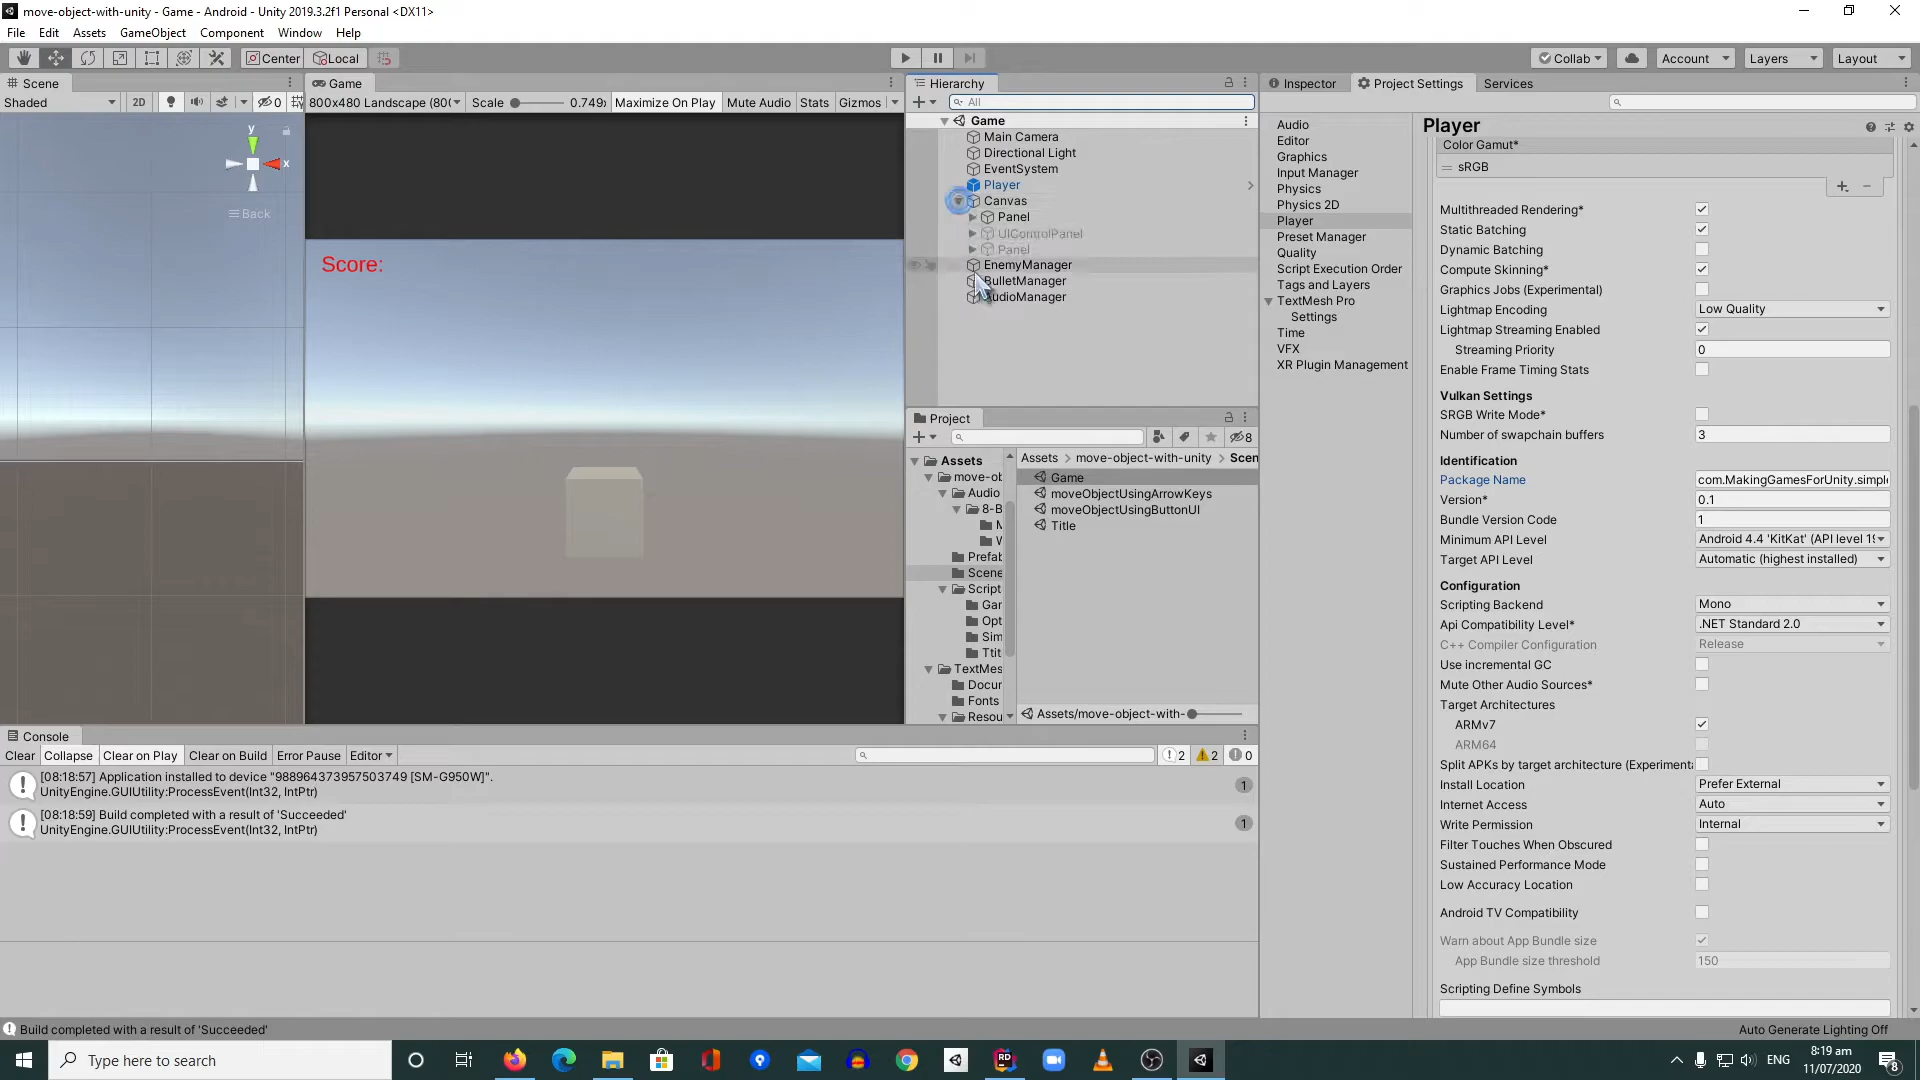 move-object-with-unity - Game - Android - Unity 2019.3.2f1 Personal <DX11>
File Edit Assets GameObject Component Window Help
Center Local Collab Account Layers Layout
Scene
Shaded 2D 0
y
x
Back
Game
800x480 Landscape (80( Scale 0.749x Maximize On Play Mute Audio Stats Gizmos
Score:
Hierarchy
All
Game
Main Camera
Directional Light
EventSystem
Player
Canvas
Panel
UIControlPanel
Panel
EnemyManager
BulletManager
AudioManager
Project
8
Assets
move-ob
Audio
8-B
M
W
Prefab
Scene
Script
Gar
Opt
Sim
Ttit
TextMes
Docur
Fonts
Resou
Assets > move-object-with-unity > Scen
Game
moveObjectUsingArrowKeys
moveObjectUsingButtonUI
Title
Assets/move-object-with-
Inspector Project Settings Services
Audio
Editor
Graphics
Input Manager
Physics
Physics 2D
Player
Preset Manager
Quality
Script Execution Order
Tags and Layers
TextMesh Pro
Settings
Time
VFX
XR Plugin Management
Player
Color Gamut*
sRGB
Multithreaded Rendering*
Static Batching
Dynamic Batching
Compute Skinning*
Graphics Jobs (Experimental)
Lightmap Encoding Low Quality
Lightmap Streaming Enabled
Streaming Priority 0
Enable Frame Timing Stats
Vulkan Settings
SRGB Write Mode*
Number of swapchain buffers 3
Identification
Package Name com.MakingGamesForUnity.simpl
Version* 0.1
Bundle Version Code 1
Minimum API Level Android 4.4 'KitKat' (API level 19
Target API Level Automatic (highest installed)
Configuration
Scripting Backend Mono
Api Compatibility Level* .NET Standard 2.0
C++ Compiler Configuration Release
Use incremental GC
Mute Other Audio Sources*
Target Architectures
ARMv7
ARM64
Split APKs by target architecture (Experimenta
Install Location Prefer External
Internet Access Auto
Write Permission Internal
Filter Touches When Obscured
Sustained Performance Mode
Low Accuracy Location
Android TV Compatibility
Warn about App Bundle size
App Bundle size threshold 150
Scripting Define Symbols
Console
Clear Collapse Clear on Play Clear on Build Error Pause Editor 2 2 0
[08:18:57] Application installed to device "988964373957503749 [SM-G950W]".
UnityEngine.GUIUtility:ProcessEvent(Int32, IntPtr)
1
[08:18:59] Build completed with a result of 'Succeeded'
UnityEngine.GUIUtility:ProcessEvent(Int32, IntPtr)
1
Build completed with a result of 'Succeeded' Auto Generate Lighting Off
Type here to search
RD
ENG
8:19 am
11/07/2020
8